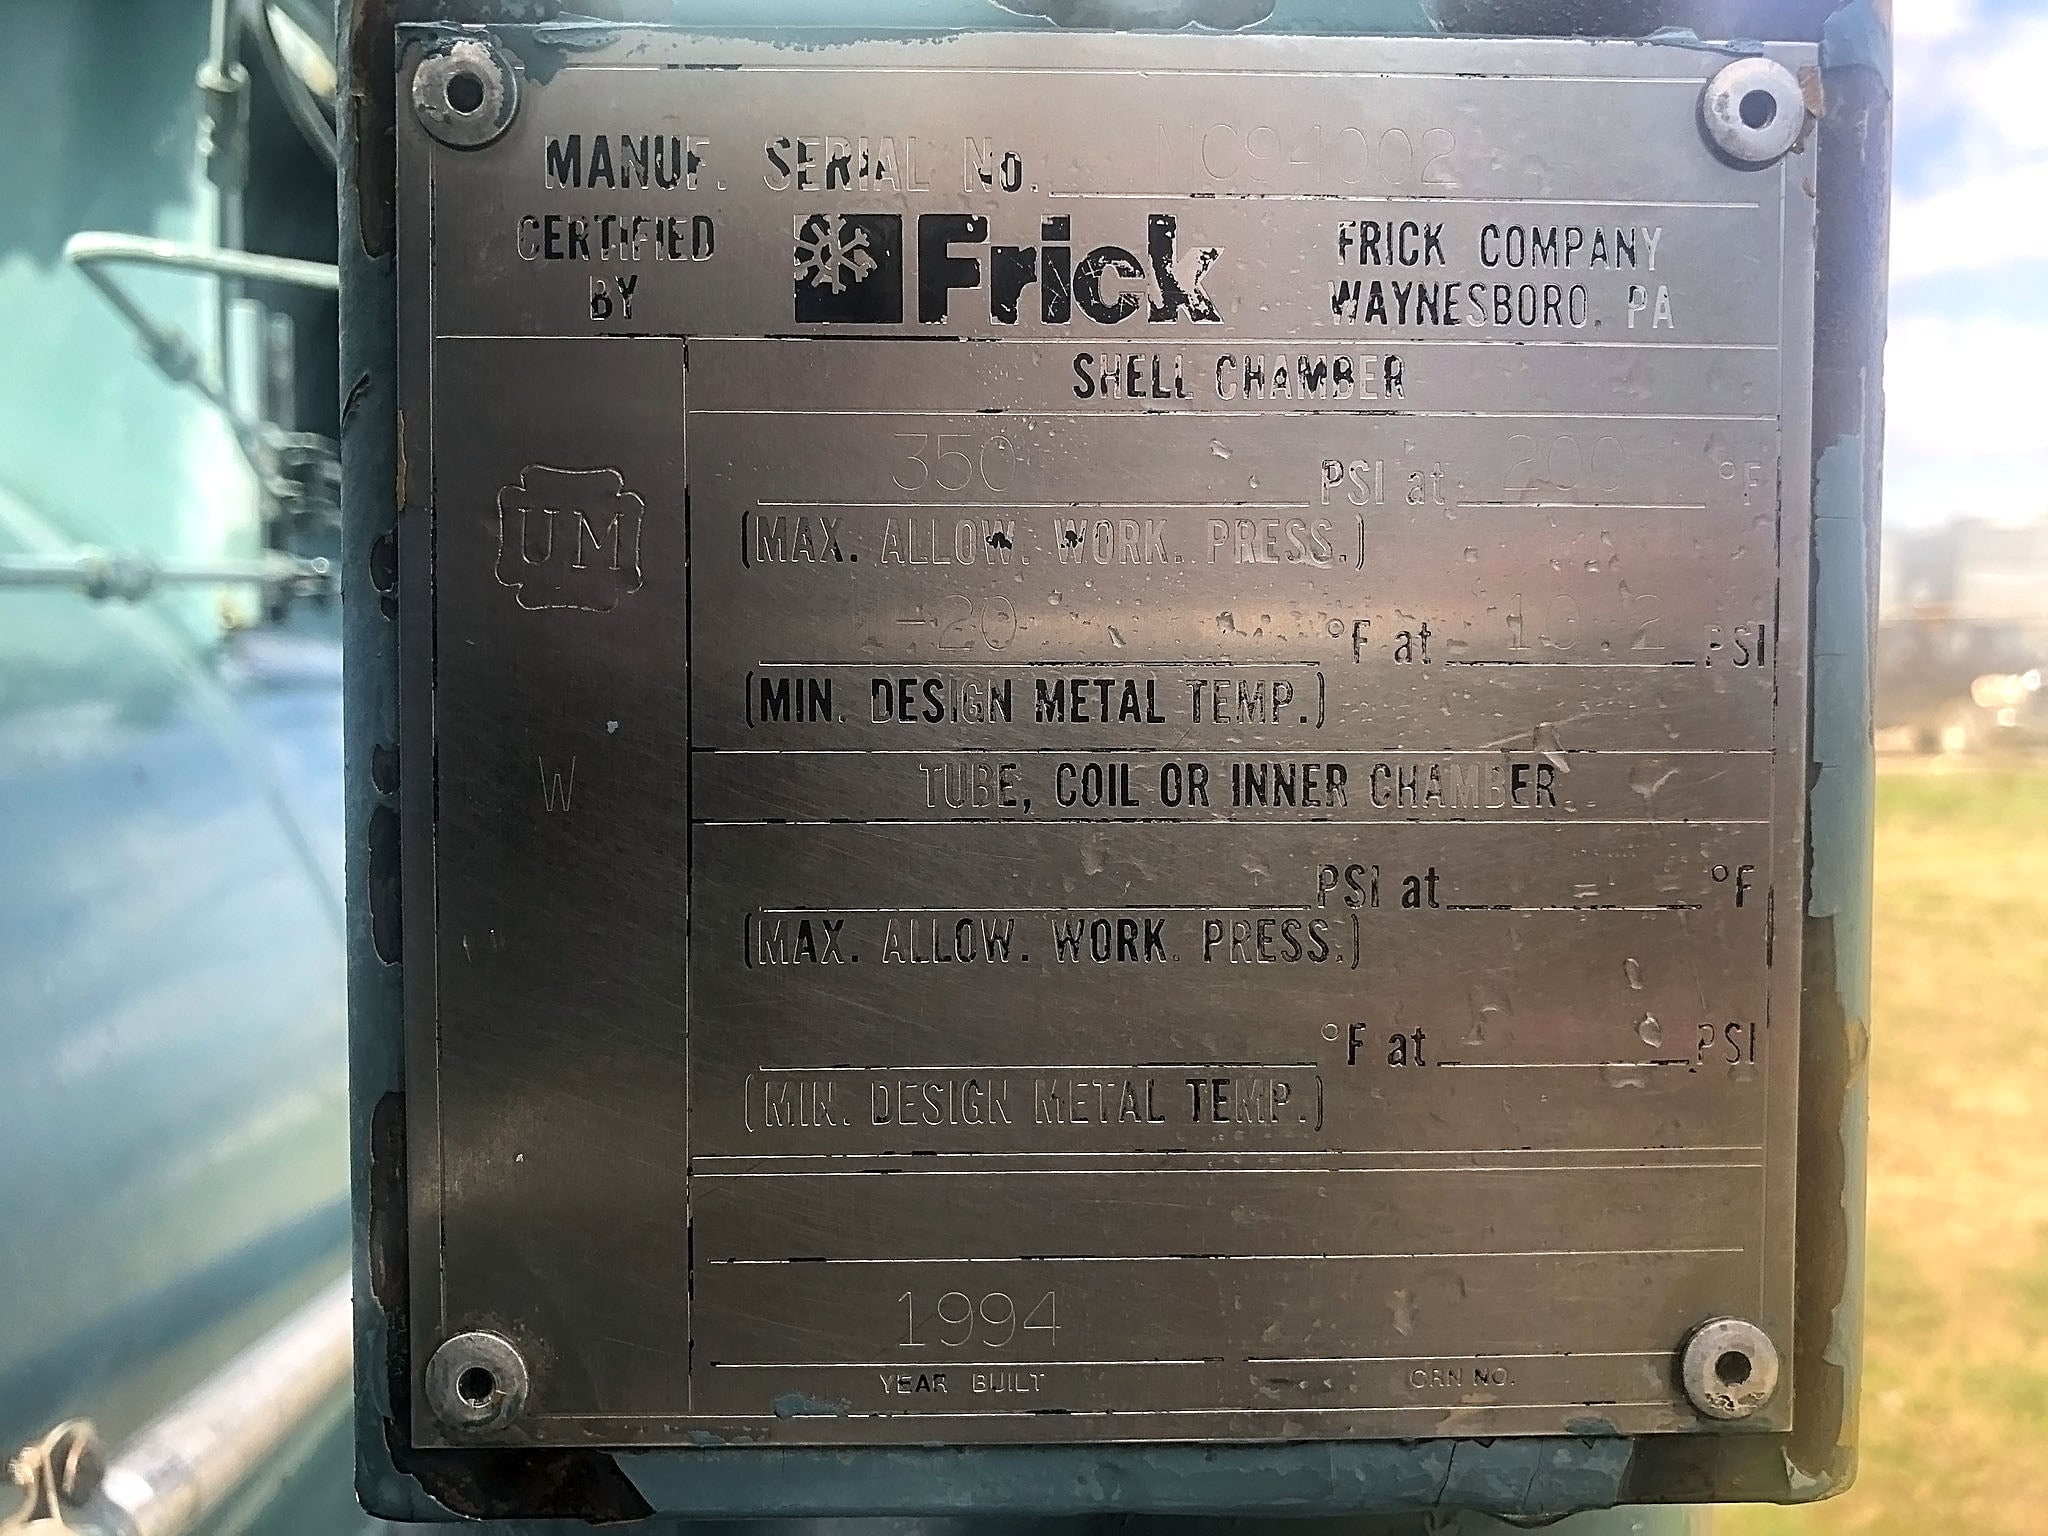 MANUF. SERIAL No. NC94002
CERTIFIED BY
Frick
FRICK COMPANY
WAYNESBORO, PA
SHELL CHAMBER
350 PSI at 200 °F
(MAX. ALLOW. WORK. PRESS.)
UM
-20 °F at 10.2 PSI
(MIN. DESIGN METAL TEMP.)
W
TUBE, COIL OR INNER CHAMBER
PSI at °F
(MAX. ALLOW. WORK. PRESS.)
°F at PSI
(MIN. DESIGN METAL TEMP.)
1994
YEAR BUILT
CRN NO.